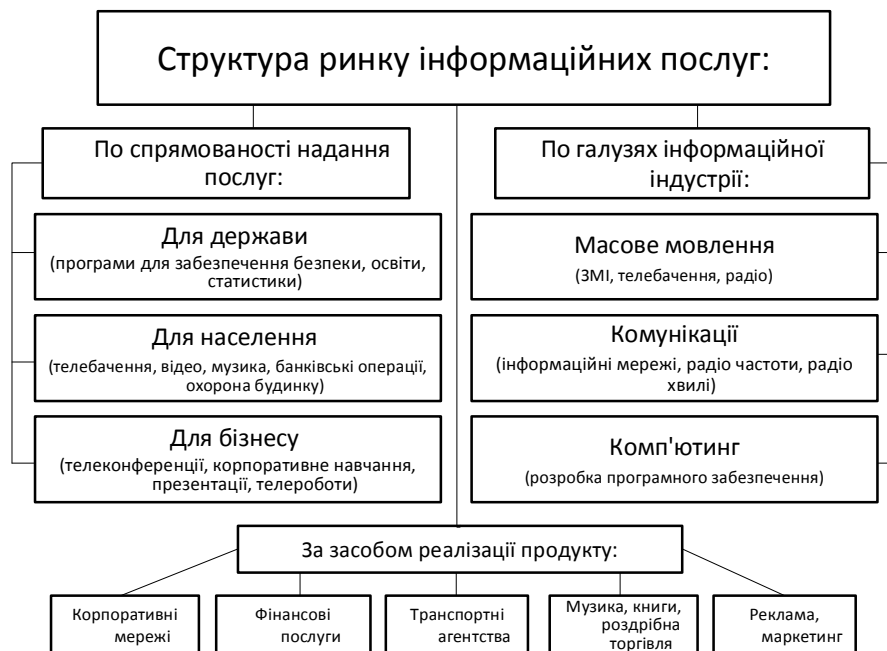 Структура ринку інформаційних послуг:
По спрямованості надання
послуг:
Для держави
(програми для забезпечення безпеки, освіти,
статистики)
Для населення
(телебачення, відео, музика, банківські операції,
охорона будинку)
Для бізнесу
(телеконференції, корпоративне навчання,
презентації, телероботи)
По галузях інформаційної
індустрії:
Масове мовлення
(ЗМІ, телебачення, радіо)
Комунікації
(інформаційні мережі, радіо частоти, радіо
хвилі)
Комп'ютинг
(розробка програмного забезпечення)
За засобом реалізації продукту:
Корпоративні
мережі
Фінансові
послуги
Транспортні
агентства
Музика, книги,
роздрібна
торгівля
Реклама,
маркетинг